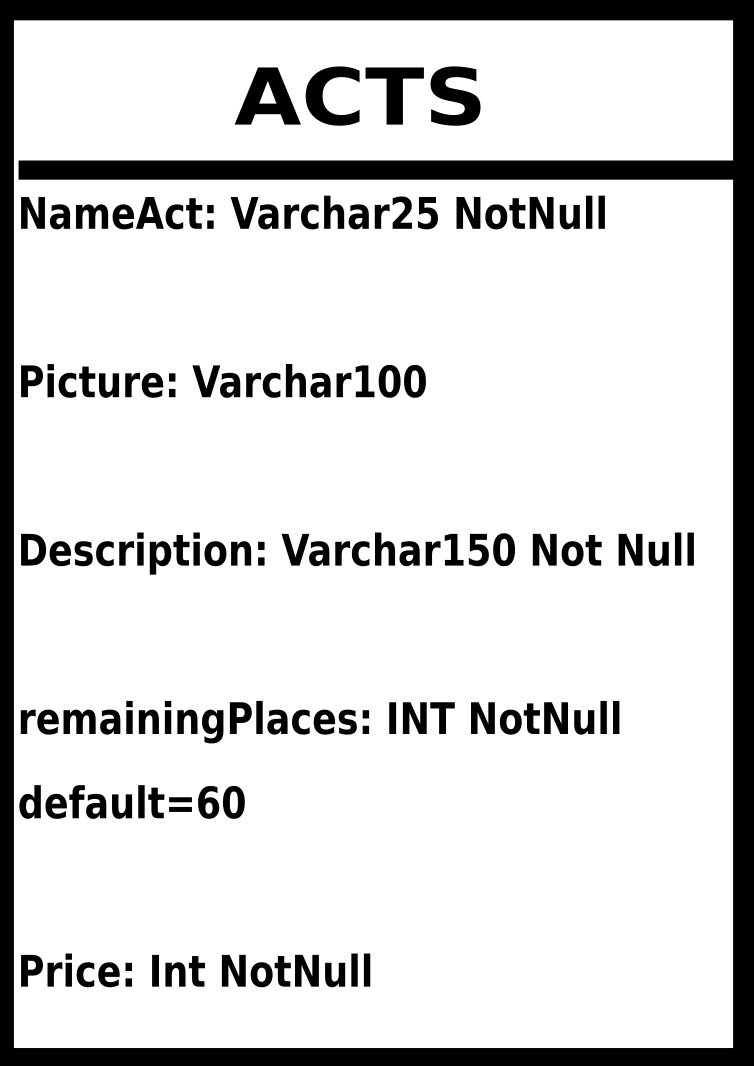 ACTS
NameAct: Varchar25 NotNull
Picture: Varchar100
Description: Varchar150 Not Null
remainingPlaces: INT NotNull
default=60
Price: Int NotNull